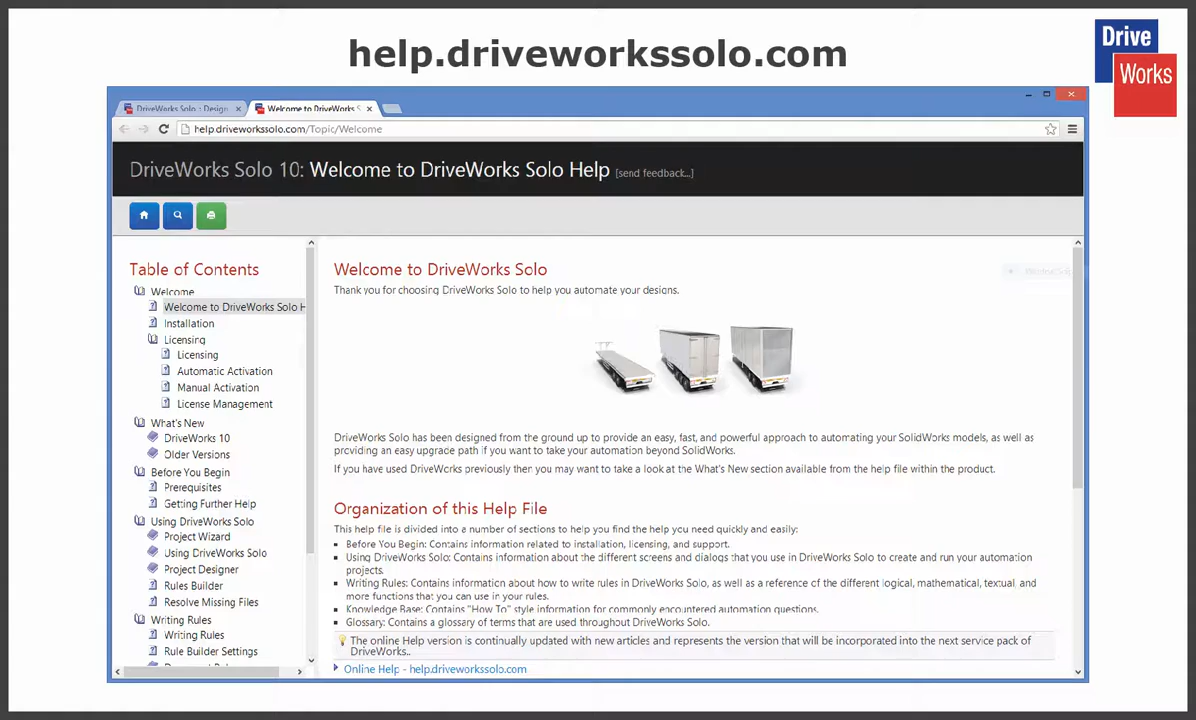 help.driveworkssolo.com
Drive
Works
DriveWorks Solo :: Design
Welcome to DriveWorks S
help.driveworkssolo.com/Topic/Welcome
DriveWorks Solo 10: Welcome to DriveWorks Solo Help [send feedback...]
Table of Contents
Welcome
Welcome to DriveWorks Solo H
Installation
Licensing
Licensing
Automatic Activation
Manual Activation
License Management
What's New
DriveWorks 10
Older Versions
Before You Begin
Prerequisites
Getting Further Help
Using DriveWorks Solo
Project Wizard
Using DriveWorks Solo
Project Designer
Rules Builder
Resolve Missing Files
Writing Rules
Writing Rules
Rule Builder Settings
Welcome to DriveWorks Solo
Thank you for choosing DriveWorks Solo to help you automate your designs.
DriveWorks Solo has been designed from the ground up to provide an easy, fast, and powerful approach to automating your SolidWorks models, as well as
providing an easy upgrade path if you want to take your automation beyond SolidWorks.
If you have used DriveWorks previously then you may want to take a look at the What's New section available from the help file within the product.
Organization of this Help File
This help file is divided into a number of sections to help you find the help you need quickly and easily:
Before You Begin: Contains information related to installation, licensing, and support.
Using DriveWorks Solo: Contains information about the different screens and dialogs that you use in DriveWorks Solo to create and run your automation
projects.
Writing Rules: Contains information about how to write rules in DriveWorks Solo, as well as a reference of the different logical, mathematical, textual, and
more functions that you can use in your rules.
Knowledge Base: Contains "How To" style information for commonly encountered automation questions.
Glossary: Contains a glossary of terms that are used throughout DriveWorks Solo.
The online Help version is continually updated with new articles and represents the version that will be incorporated into the next service pack of
DriveWorks..
Online Help - help.driveworkssolo.com